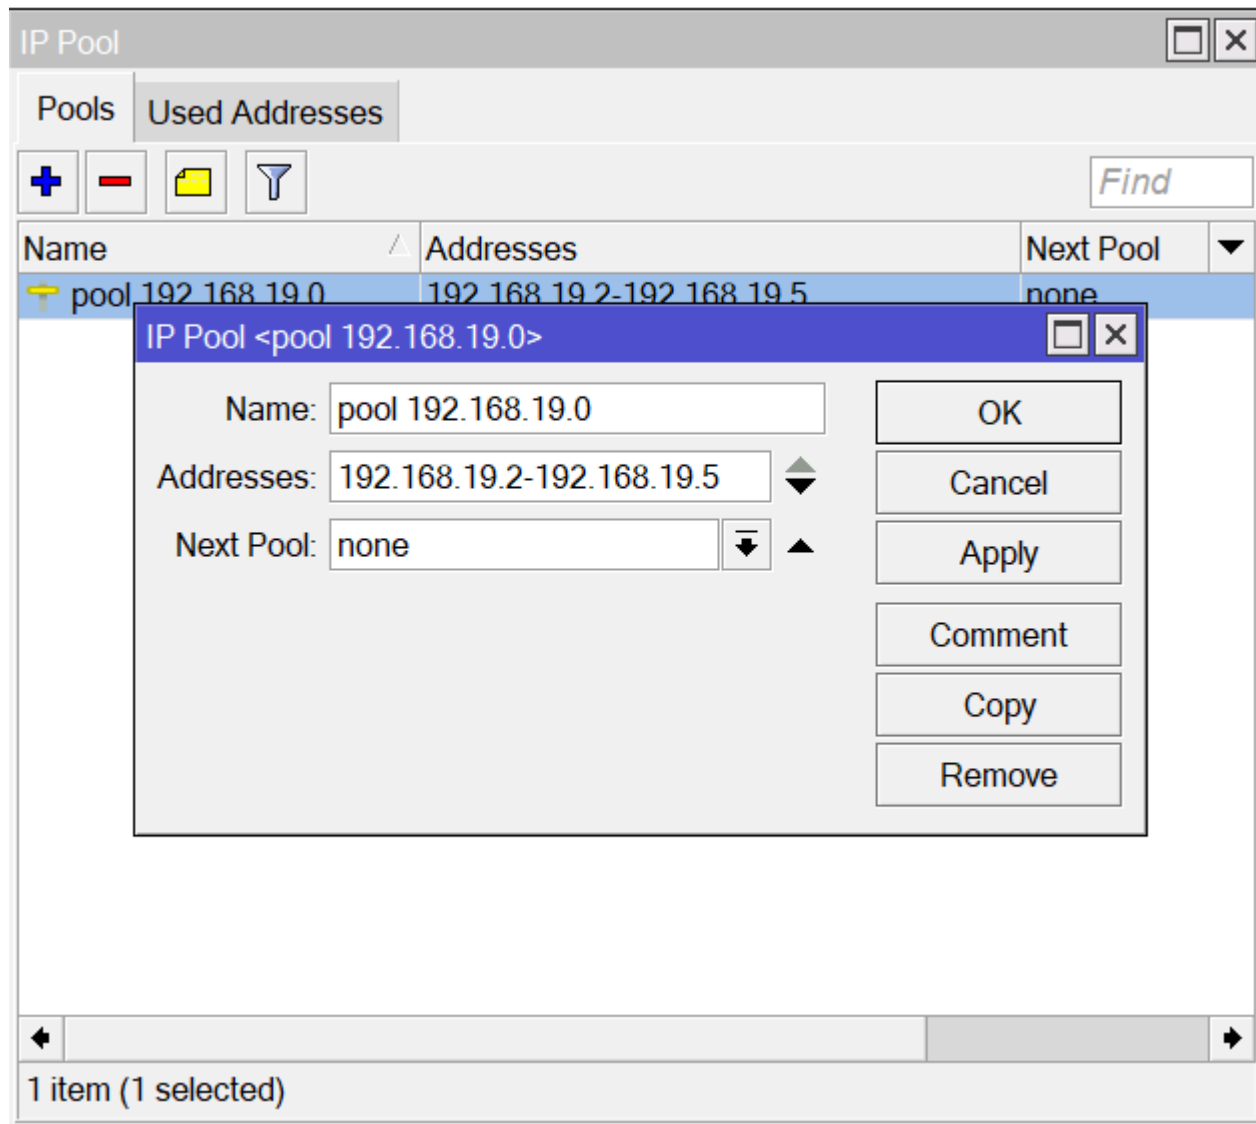 IP Pool
Pools Used Addresses
Find
Name Addresses Next Pool
pool 192.168.19.0 192.168.19.2-192.168.19.5 none
IP Pool <pool 192.168.19.0>
Name: pool 192.168.19.0 OK
Addresses: 192.168.19.2-192.168.19.5 Cancel
Next Pool: none Apply
Comment
Copy
Remove
1 item (1 selected)